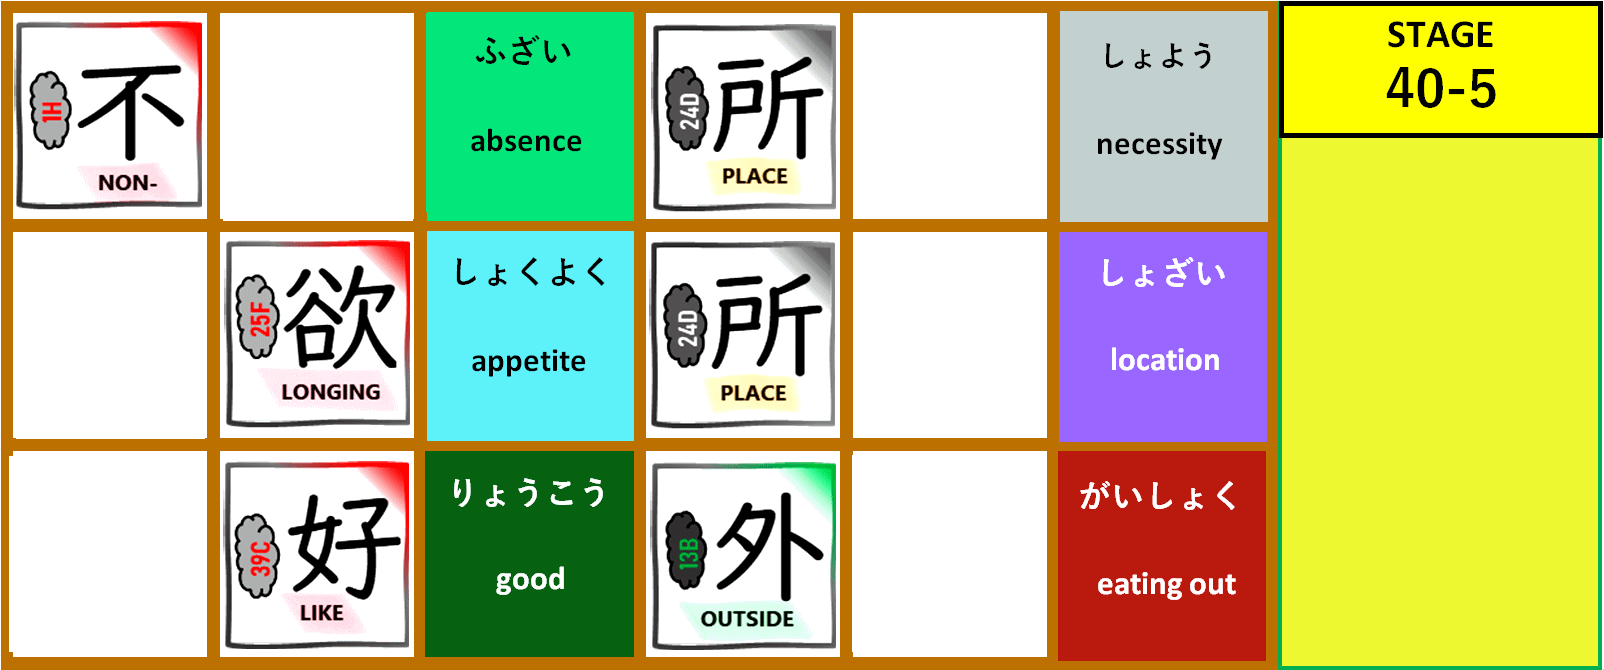 1H
不
NON-
ふざい
absence
24D
所
PLACE
しょよう
necessity
STAGE
40-5
25F
欲
LONGING
しょくよく
appetite
24D
所
PLACE
しょざい
location
39C
好
LIKE
りょうこう
good
13B
外
OUTSIDE
がいしょく
eating out